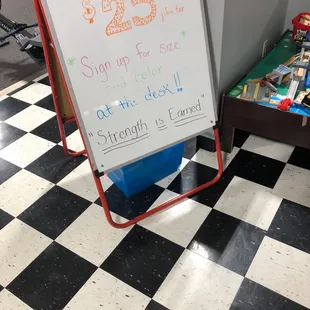 $25
Sign up for size
and color
at the desk!!
"Strength is Earned"